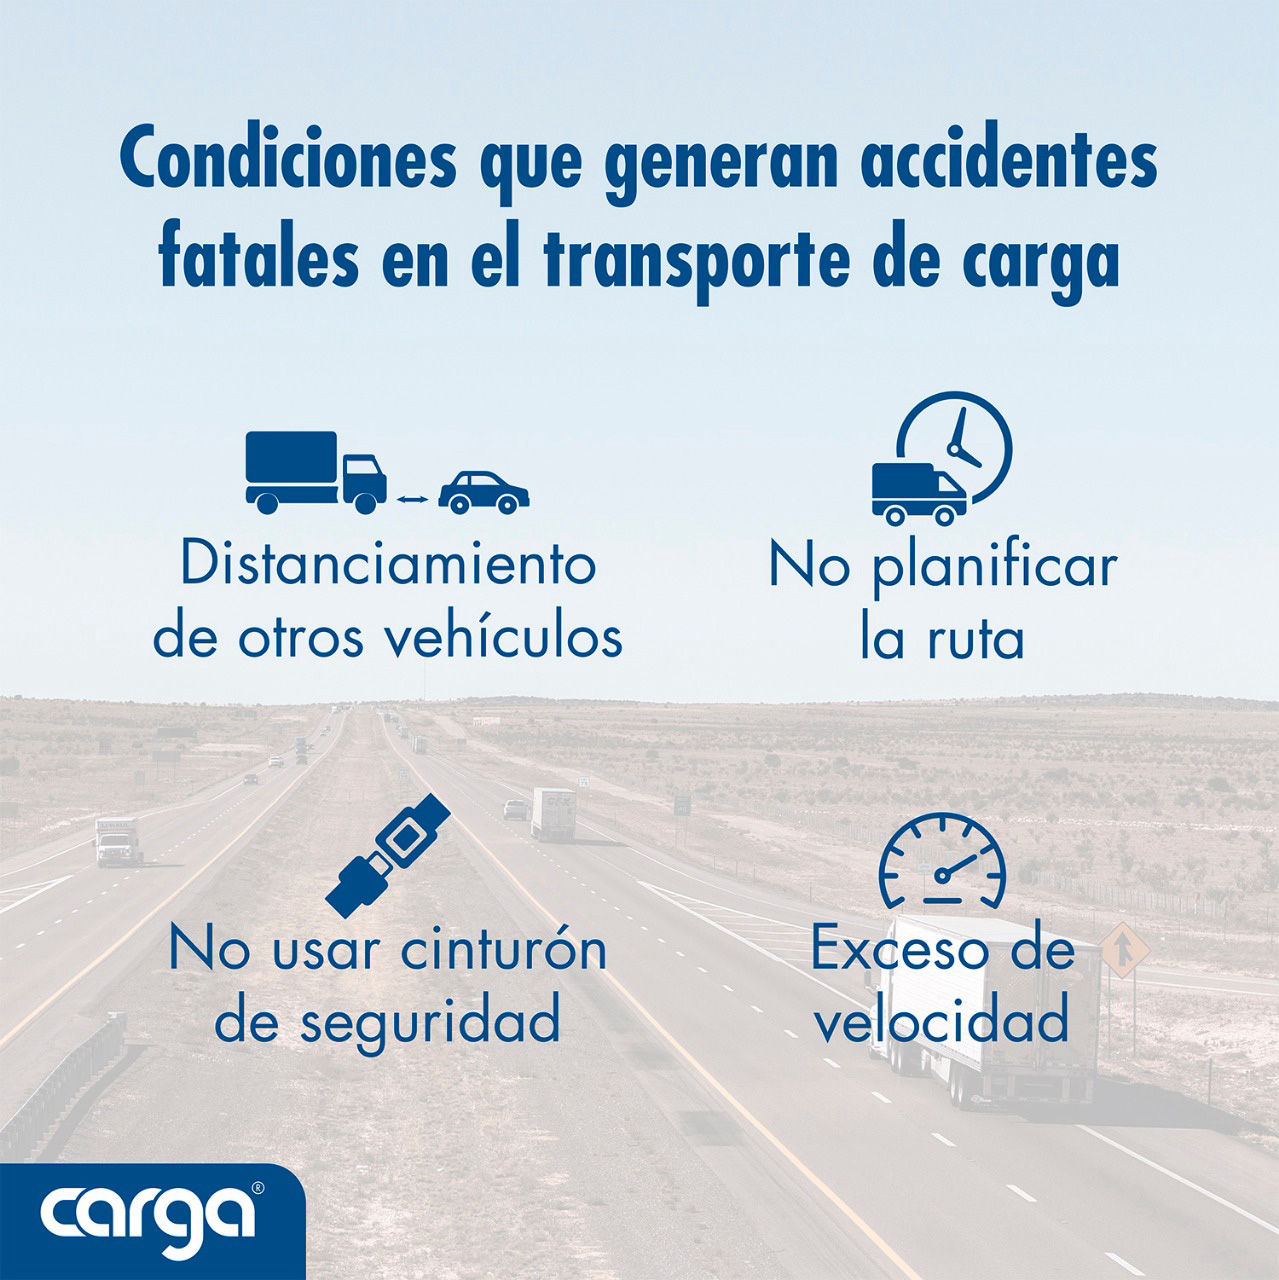 Condiciones que generan accidentes
fatales en el transporte de carga
Distanciamiento
de otros vehículos
No planificar
la ruta
No usar cinturón
de seguridad
Exceso de
velocidad
carga®